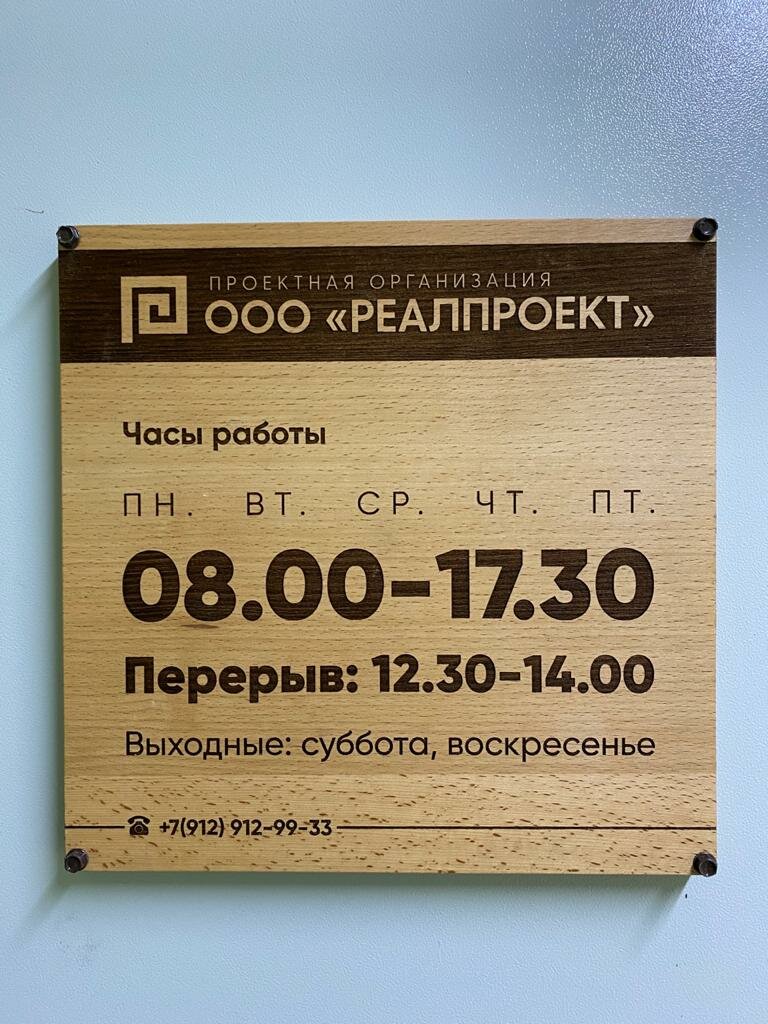 ПРОЕКТНАЯ ОРГАНИЗАЦИЯ
ООО «РЕАЛПРОЕКТ»
Часы работы
ПН. ВТ. СР. ЧТ. ПТ.
08.00-17.30
Перерыв: 12.30-14.00
Выходные: суббота, воскресенье
☎ +7(912) 912-99-33